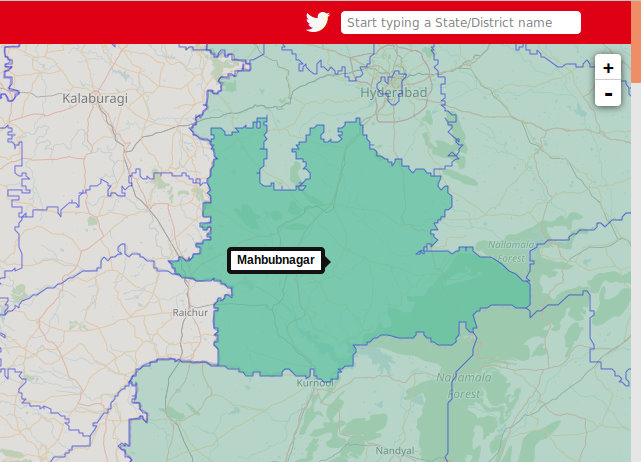 Start typing a State/District name
+
-
Kalaburagi
Hyderabad
Nallamala
Forest
Mahbubnagar
Raichur
Kurnool
Nallamala
Forest
Nandyal